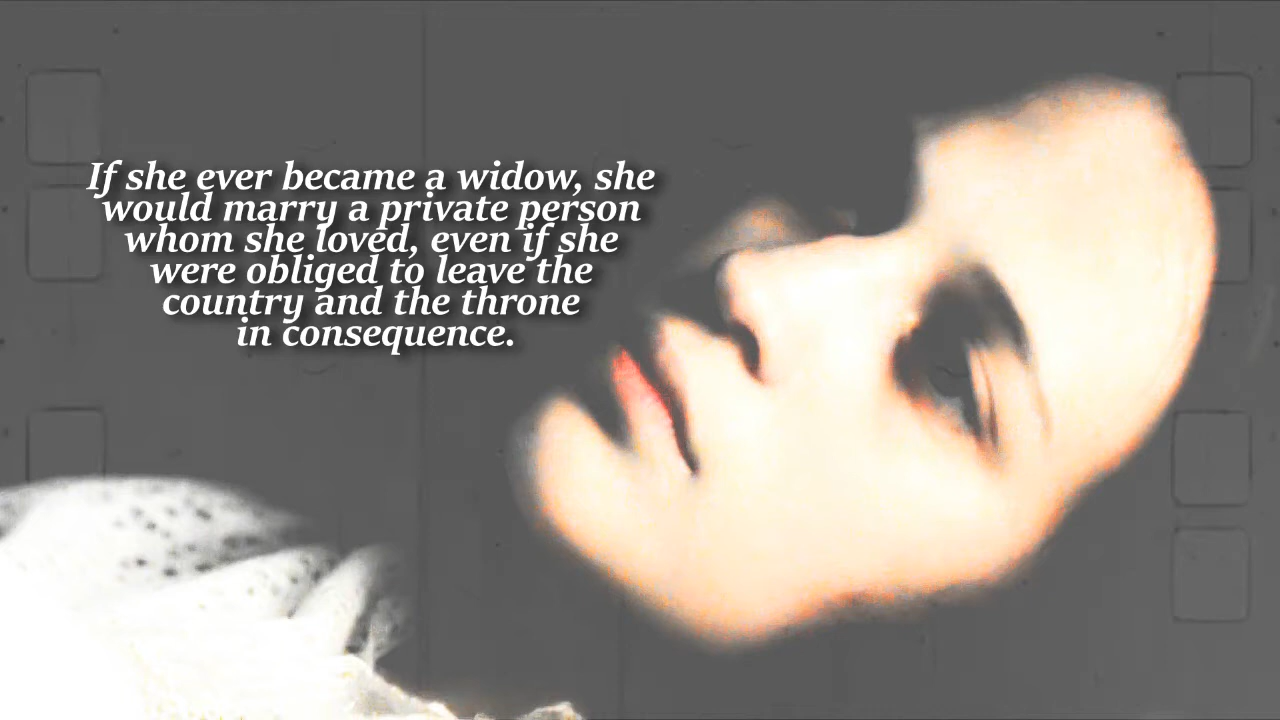 If she ever became a widow, she
would marry a private person
whom she loved, even if she
were obliged to leave the
country and the throne
in consequence.